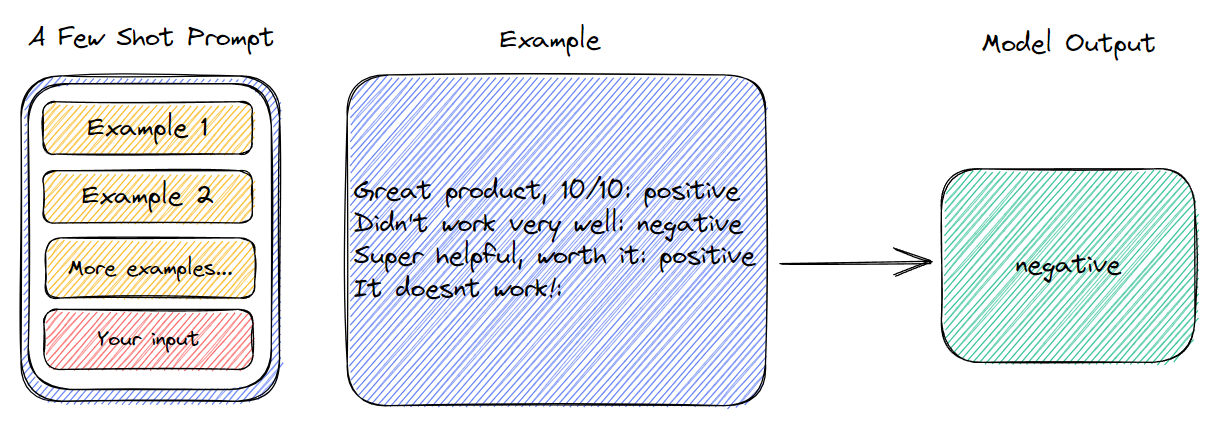 A Few Shot Prompt
Example 1
Example 2
More examples...
Your input
Example
Great product, 10/10: positive
Didn't work very well: negative
Super helpful, worth it: positive
It doesnt work!:
Model Output
negative